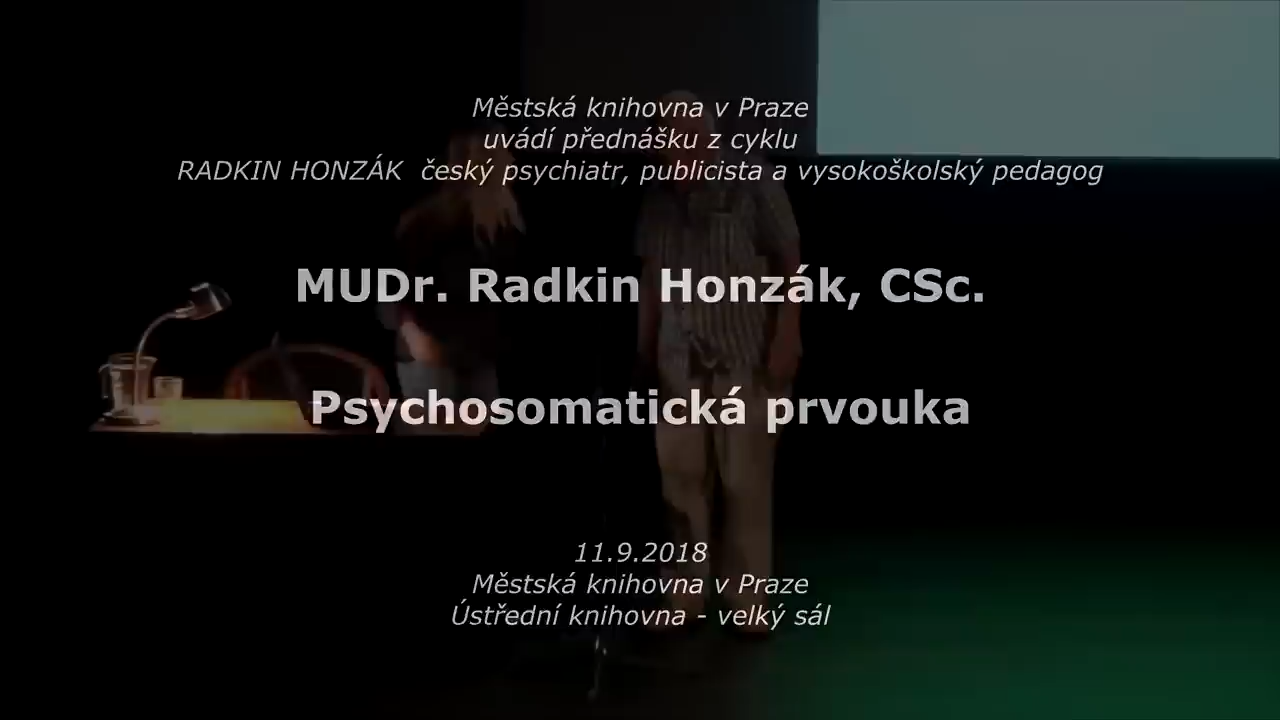 Městská knihovna v Praze
uvádí přednášku z cyklu
RADKIN HONZÁK český psychiatr, publicista a vysokoškolský pedagog
MUDr. Radkin Honzák, CSc.
Psychosomatická prvouka
11.9.2018
Městská knihovna v Praze
Ústřední knihovna - velký sál